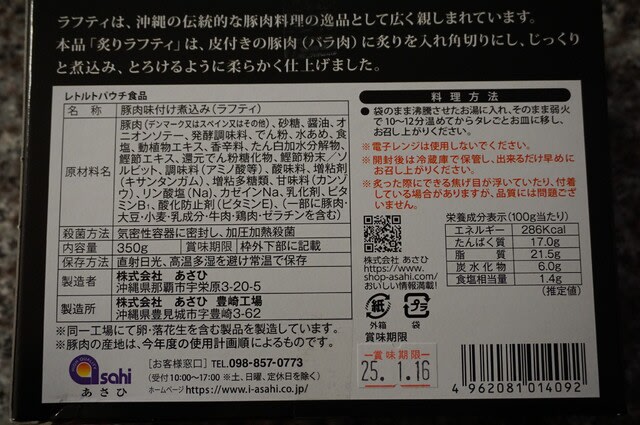 ラフティは、沖縄の伝統的な豚肉料理の逸品として広く親しまれています。
本品「炙りラフティ」は、皮付きの豚肉(バラ肉)に炙りを入れ角切りにし、じっくり
と煮込み、とろけるように柔らかく仕上げました。
レトルトパウチ食品
名 称 豚肉味付け煮込み(ラフティ)
原材料名
豚肉(デンマーク又はスペイン又はその他)、砂糖、醤油、オ
ニオンソテー、発酵調味料、でん粉、水あめ、食
塩、動植物エキス、香辛料、たん白加水分解物、
鰹節エキス、還元でん粉糖化物、鰹節粉末/ソ
ルビット、調味料(アミノ酸等)、酸味料、増粘剤
(キサンタンガム)、増粘多糖類、甘味料(カンゾ
ウ)、リン酸塩(Na)、カゼインNa、乳化剤、ビタ
ミンB₁、酸化防止剤(ビタミンE)、(一部に豚肉・
大豆・小麦・乳成分・牛肉・鶏肉・ゼラチンを含む)
殺菌方法 気密性容器に密封し、加圧加熱殺菌
内容量 350g 賞味期限 枠外下部に記載
保存方法 直射日光、高温多湿を避け常温で保存
製造者 株式会社 あさひ
沖縄県那覇市宇栄原3-20-5
製造所 株式会社 あさひ 豊崎工場
沖縄県豊見城市字豊崎3-62
※同一工場にて卵・落花生を含む製品を製造しています。
※豚肉の産地は、今年度の使用計画順によるものです。
asahi
あさひ
[お客様窓口] TEL.098-857-0773
(受付 10:00〜17:00 ※土、日曜、定休日を除く)
ホームページ https://www.i-asahi.co.jp/
料理方法
●袋のまま沸騰させたお湯に入れ、そのまま弱火
で10〜12分温めてからタレごとお皿に移し、お
召し上がりください。
※電子レンジは使用しないでください。
※開封後は冷蔵庫で保管し、出来るだけ早めに
お召し上がりください。
※炙った際にできる焦げ目が浮いていたり、付着
している場合がありますが、品質には問題ござ
いません。
株式会社 あさひ
https://www.
shop-asahi.com/
おいしい情報満載!
栄養成分表示(100g当たり)
エネルギー 286Kcal
たんぱく質 17.0g
脂質 21.5g
炭水化物 6.0g
食塩相当量 1.4g
(推定値)
紙 プラ
外箱 袋
賞味期限
賞味期限
25. 1.16
4 962081 014092